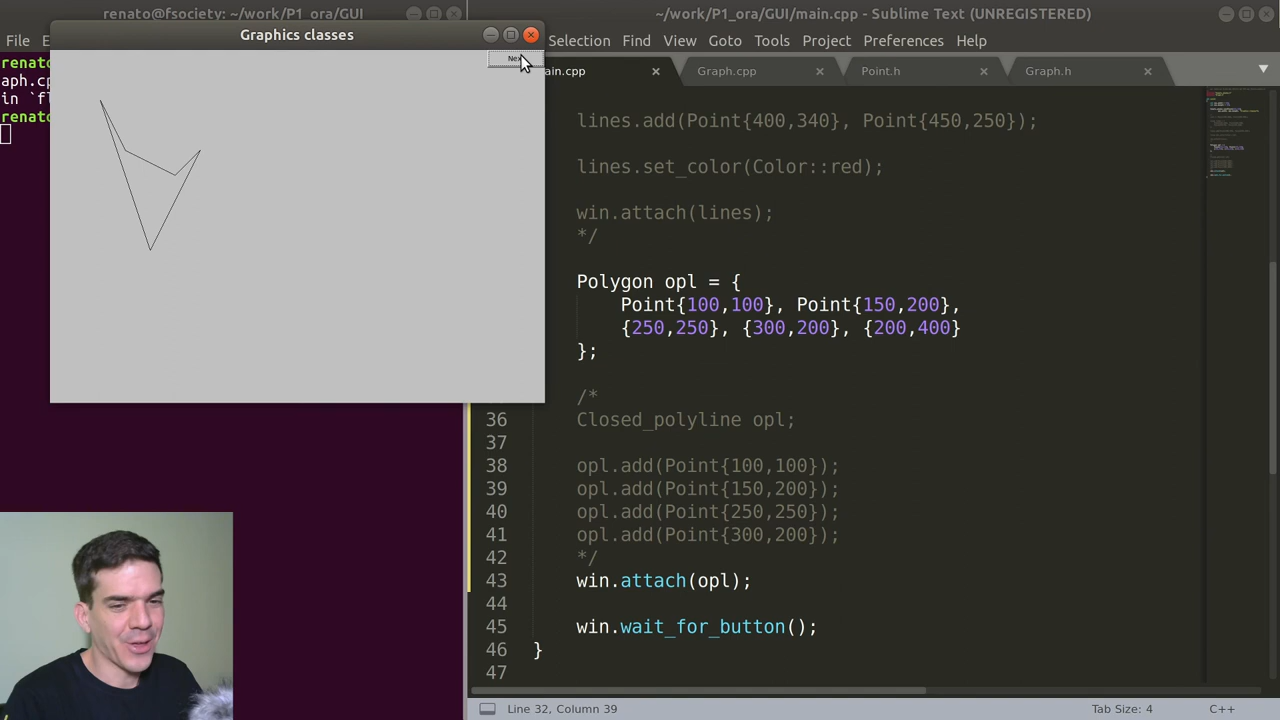 renato@fsociety: ~/work/P1_ora/GUI
~/work/P1_ora/GUI/main.cpp - Sublime Text (UNREGISTERED)
Graphics classes
File
Selection Find View Goto Tools Project Preferences Help
renato
aph.cp
in `fl
renato
Nex
ain.cpp
Graph.cpp
Point.h
Graph.h
lines.add(Point{400,340}, Point{450,250});
lines.set_color(Color::red);
win.attach(lines);
*/
Polygon opl = {
Point{100,100}, Point{150,200},
{250,250}, {300,200}, {200,400}
};
/*
36 Closed_polyline opl;
37
38 opl.add(Point{100,100});
39 opl.add(Point{150,200});
40 opl.add(Point{250,250});
41 opl.add(Point{300,200});
42 */
43 win.attach(opl);
44
45 win.wait_for_button();
46 }
47
Line 32, Column 39
Tab Size: 4
C++